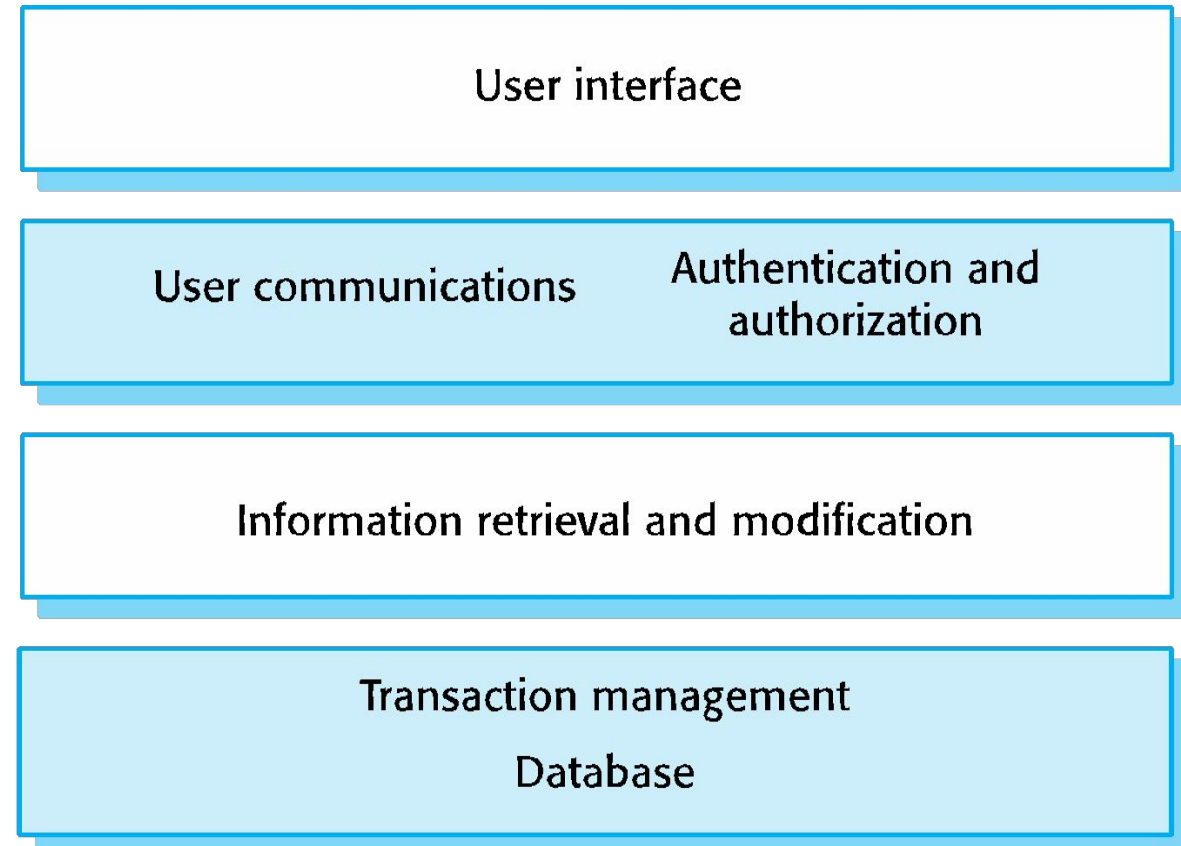 User interface
User communications
Authentication and
authorization
Information retrieval and modification
Transaction management
Database